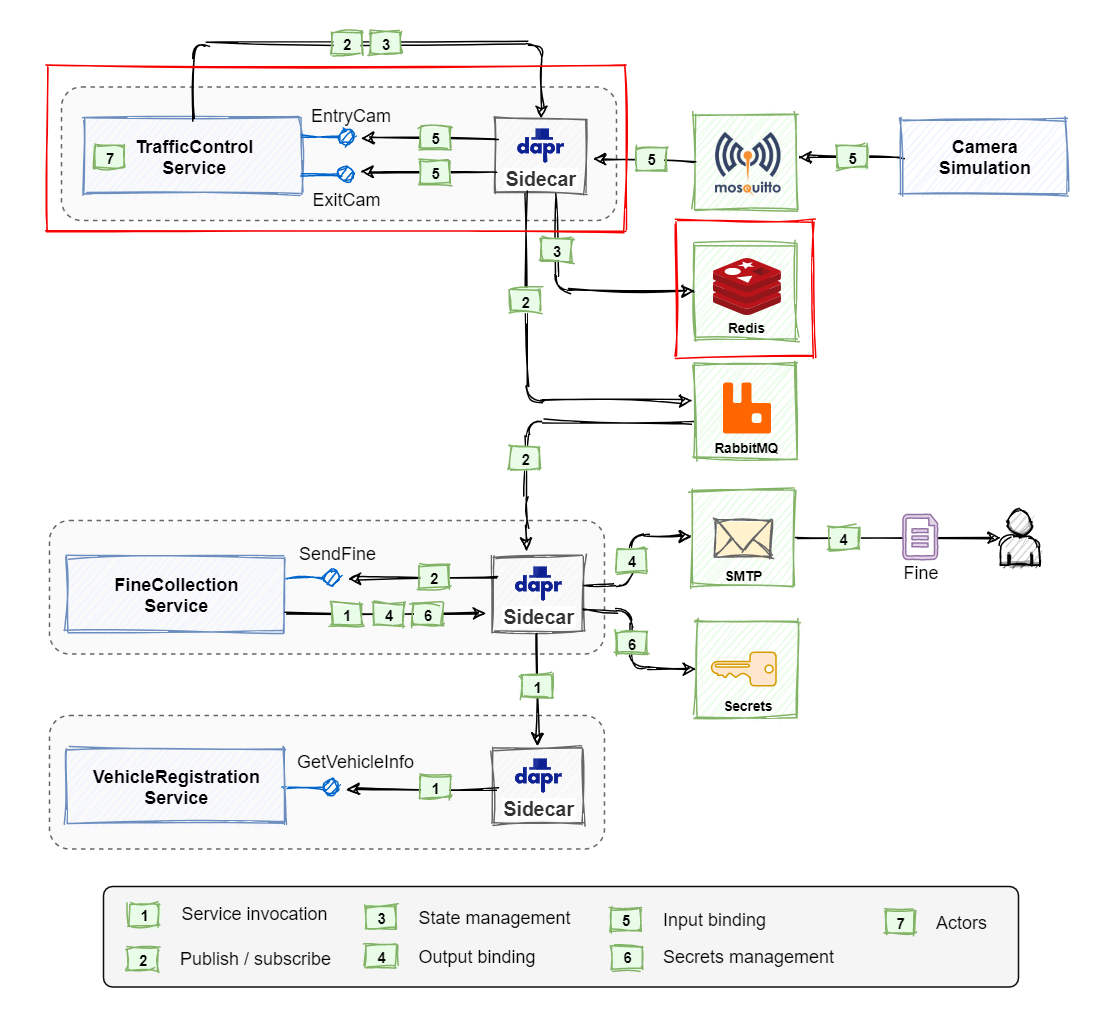 2 3
EntryCam
5
TrafficControl
Service
7
dapr
Sidecar
5
ExitCam
5
mosquitto
5
Camera
Simulation
3
Redis
2
RabbitMQ
2
SendFine
2
FineCollection
Service
1 4 6
dapr
Sidecar
4
SMTP
4
Fine
6
Secrets
1
GetVehicleInfo
VehicleRegistration
Service
1
dapr
Sidecar
1 Service invocation
3 State management
5 Input binding
7 Actors
2 Publish / subscribe
4 Output binding
6 Secrets management